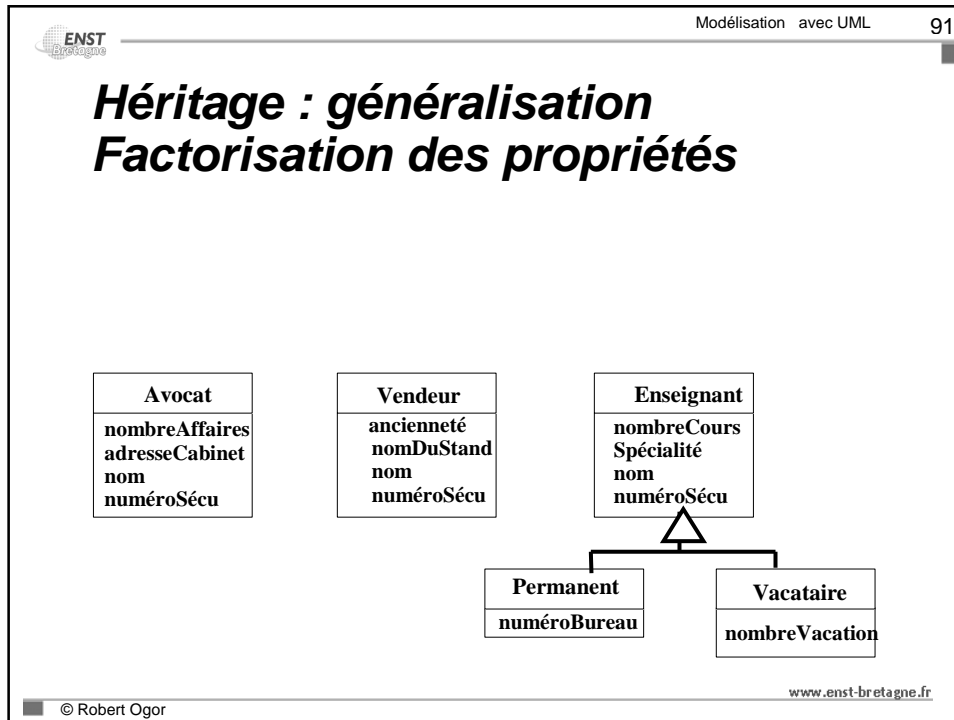 Modélisation avec UML 91
ENST
Bretagne
Héritage : généralisation
Factorisation des propriétés
Avocat
nombreAffaires
adresseCabinet
nom
numéroSécu
Vendeur
ancienneté
nomDuStand
nom
numéroSécu
Enseignant
nombreCours
Spécialité
nom
numéroSécu
Permanent
numéroBureau
Vacataire
nombreVacation
www.enst-bretagne.fr
© Robert Ogor